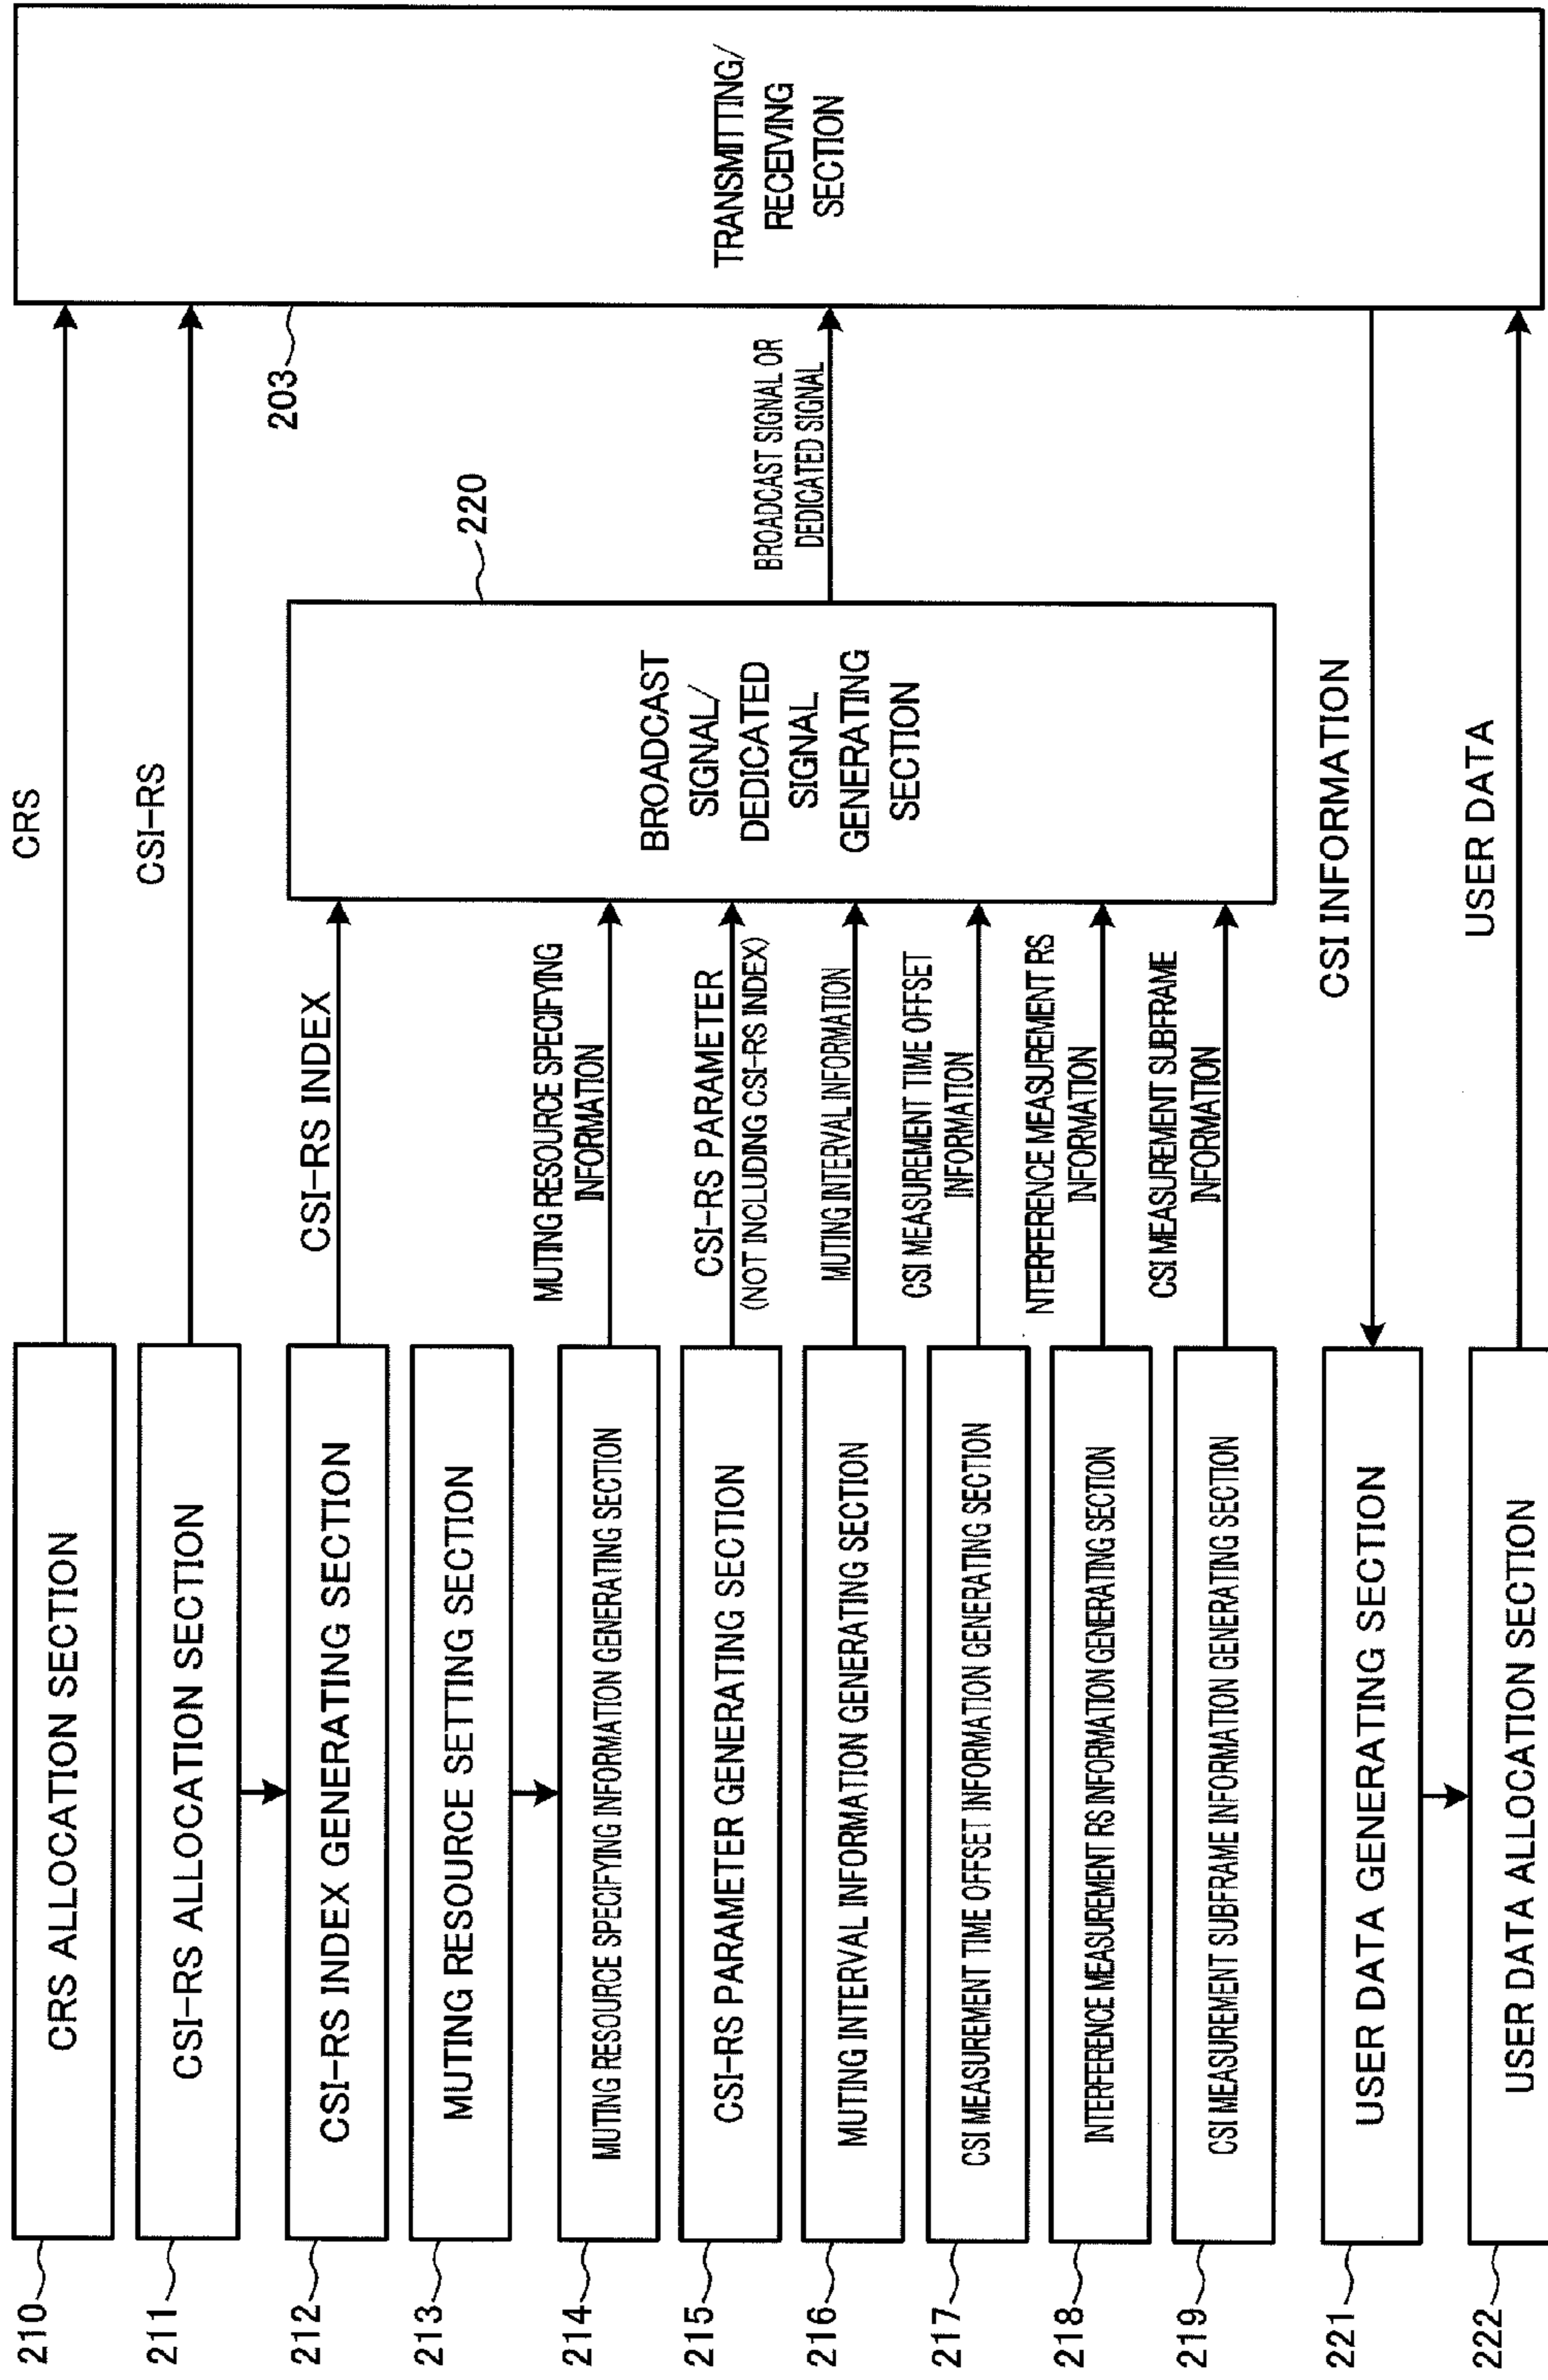 210
CRS ALLOCATION SECTION
CRS
211
CSI-RS ALLOCATION SECTION
CSI-RS
203
TRANSMITTING/
RECEIVING
SECTION
212
CSI-RS INDEX GENERATING SECTION
CSI-RS INDEX
213
MUTING RESOURCE SETTING SECTION
214
MUTING RESOURCE SPECIFYING INFORMATION GENERATING SECTION
MUTING RESOURCE SPECIFYING
INFORMATION
215
CSI-RS PARAMETER GENERATING SECTION
CSI-RS PARAMETER
(NOT INCLUDING CSI-RS INDEX)
216
MUTING INTERVAL INFORMATION GENERATING SECTION
MUTING INTERVAL INFORMATION
217
CSI MEASUREMENT TIME OFFSET INFORMATION GENERATING SECTION
CSI MEASUREMENT TIME OFFSET
INFORMATION
218
INTERFERENCE MEASUREMENT RS INFORMATION GENERATING SECTION
NTERFERENCE MEASUREMENT RS
INFORMATION
219
CSI MEASUREMENT SUBFRAME INFORMATION GENERATING SECTION
CSI MEASUREMENT SUBFRAME
INFORMATION
220
BROADCAST
SIGNAL/
DEDICATED
SIGNAL
GENERATING
SECTION
BROADCAST SIGNAL OR
DEDICATED SIGNAL
221
USER DATA GENERATING SECTION
CSI INFORMATION
222
USER DATA ALLOCATION SECTION
USER DATA